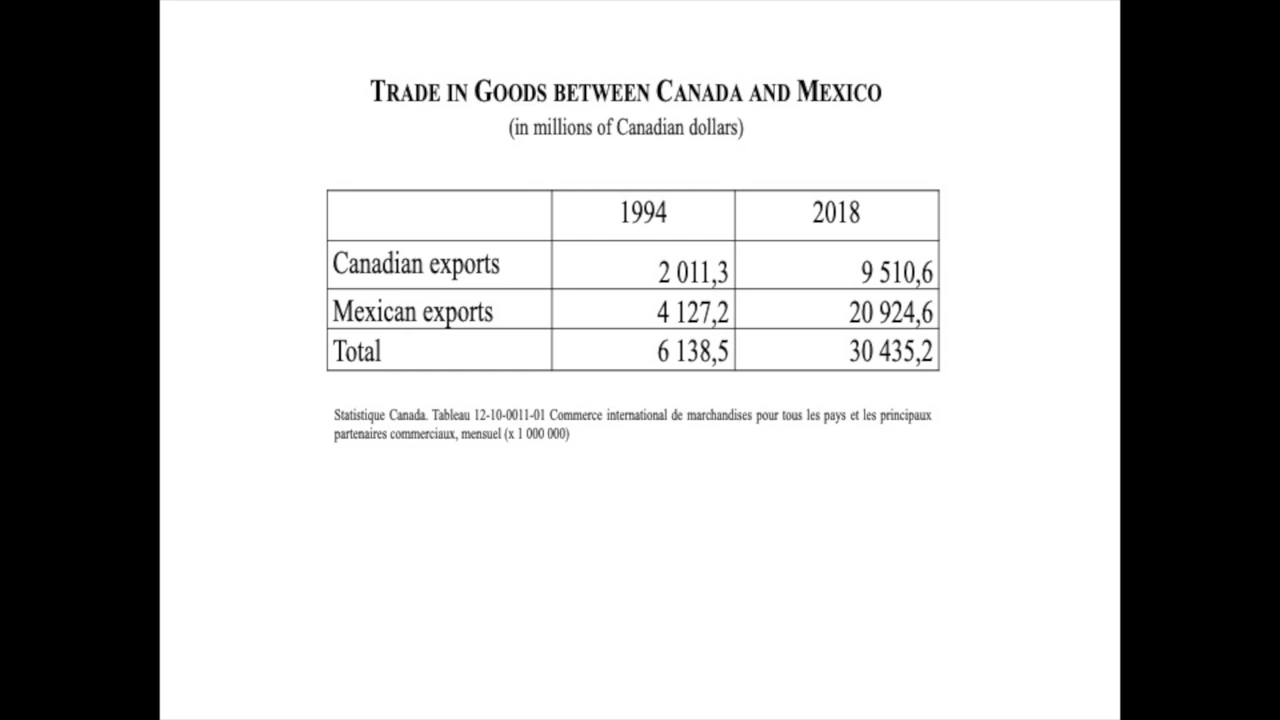 TRADE IN GOODS BETWEEN CANADA AND MEXICO
(in millions of Canadian dollars)
1994 2018
Canadian exports 2 011,3 9 510,6
Mexican exports 4 127,2 20 924,6
Total 6 138,5 30 435,2
Statistique Canada. Tableau 12-10-0011-01 Commerce international de marchandises pour tous les pays et les principaux
partenaires commerciaux, mensuel (x 1 000 000)